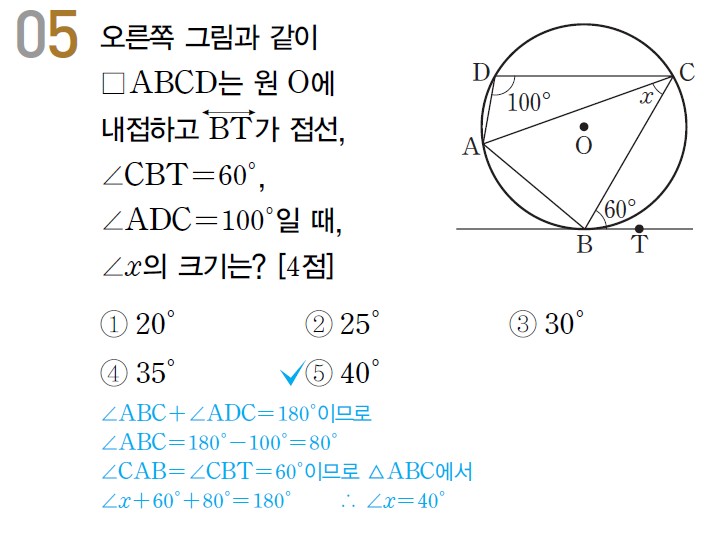 05
오른쪽 그림과 같이
□ABCD는 원 O에
내접하고 BT가 접선,
∠CBT=60°,
∠ADC=100°일 때,
∠x의 크기는? [4점]
D
C
100°
x
A
O
60°
B
T
① 20°
② 25°
③ 30°
④ 35°
⑤ 40°
∠ABC+∠ADC=180°이므로
∠ABC=180°-100°=80°
∠CAB=∠CBT=60°이므로 △ABC에서
∠x+60°+80°=180° ∴ ∠x=40°